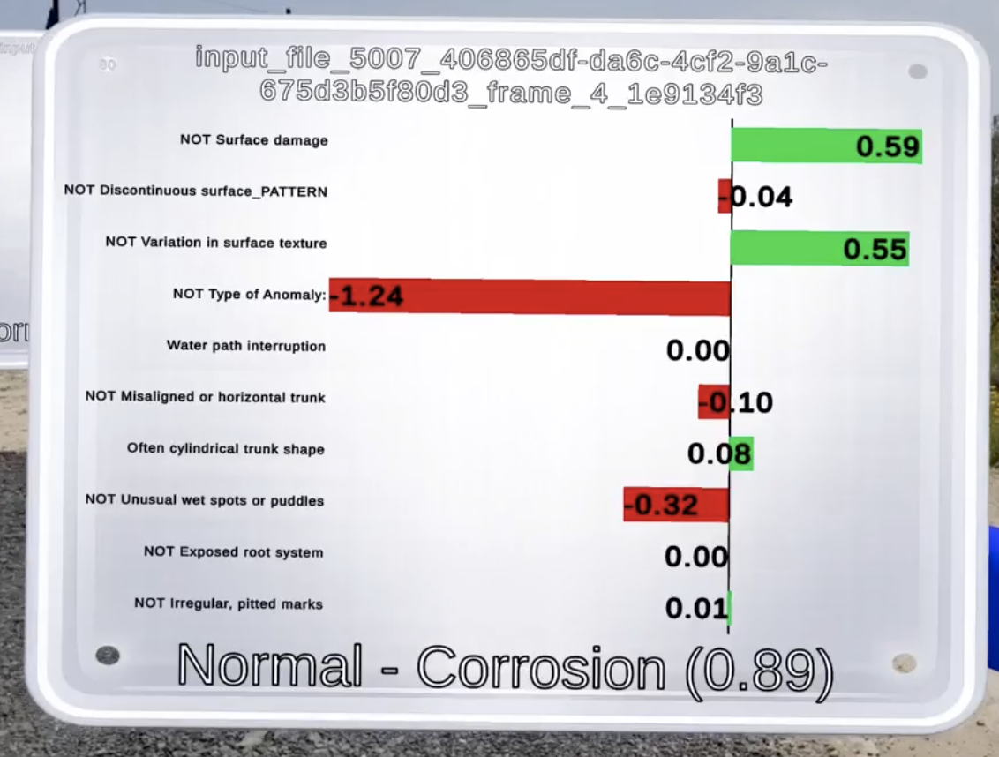 input_file_5007_406865df-da6c-4cf2-9a1c-
675d3b5f80d3_frame_4_1e9134f3
NOT Surface damage 0.59
NOT Discontinuous surface_PATTERN -0.04
NOT Variation in surface texture 0.55
NOT Type of Anomaly: -1.24
Water path interruption 0.00
NOT Misaligned or horizontal trunk -0.10
Often cylindrical trunk shape 0.08
NOT Unusual wet spots or puddles -0.32
NOT Exposed root system 0.00
NOT Irregular, pitted marks 0.01
Normal - Corrosion (0.89)